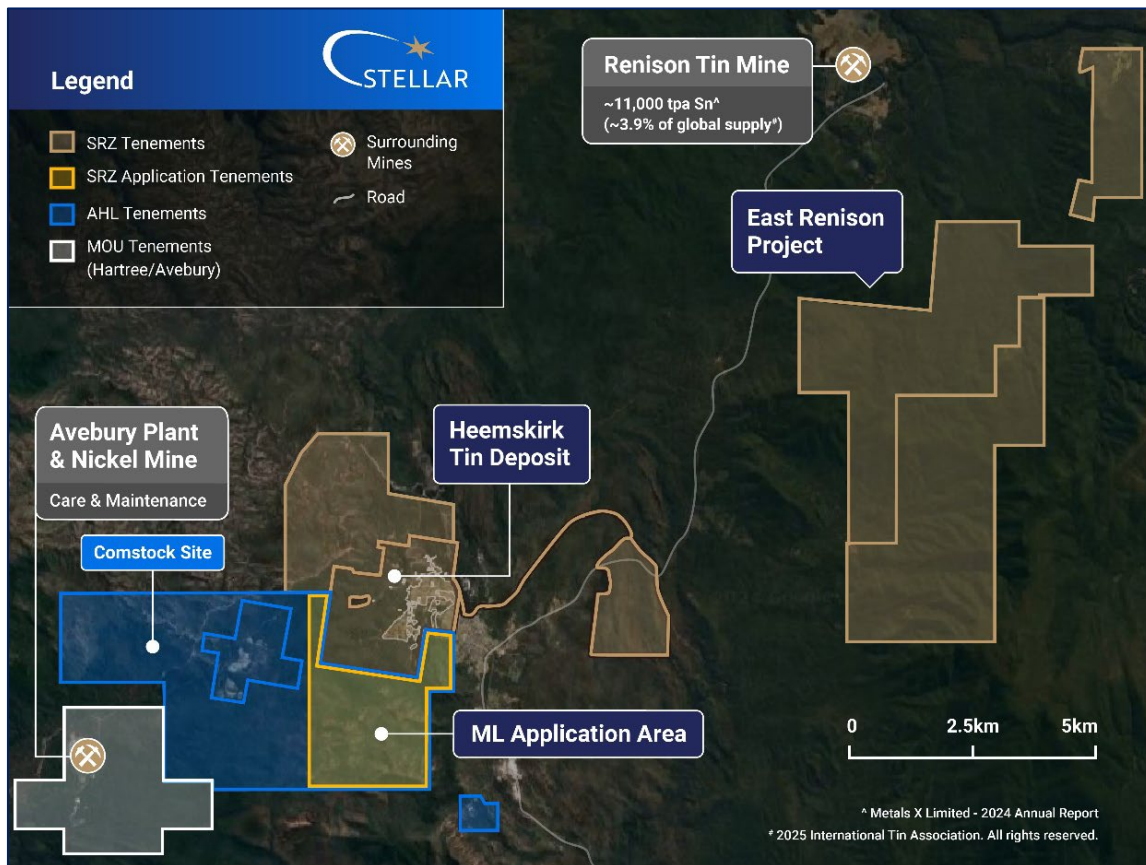 Legend
STELLAR
SRZ Tenements
SRZ Application Tenements
AHL Tenements
MOU Tenements
(Hartree/Avebury)
Surrounding
Mines
Road
Renison Tin Mine
~11,000 tpa Sn^
(~3.9% of global supply#)
East Renison
Project
Avebury Plant
& Nickel Mine
Care & Maintenance
Heemskirk
Tin Deposit
Comstock Site
ML Application Area
0 2.5km 5km
^ Metals X Limited - 2024 Annual Report
# 2025 International Tin Association. All rights reserved.